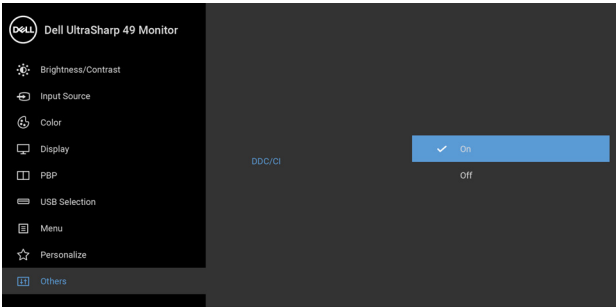 DELL Dell UltraSharp 49 Monitor
Brightness/Contrast
Input Source
Color
Display
PBP
USB Selection
Menu
Personalize
Others
DDC/CI
On
Off